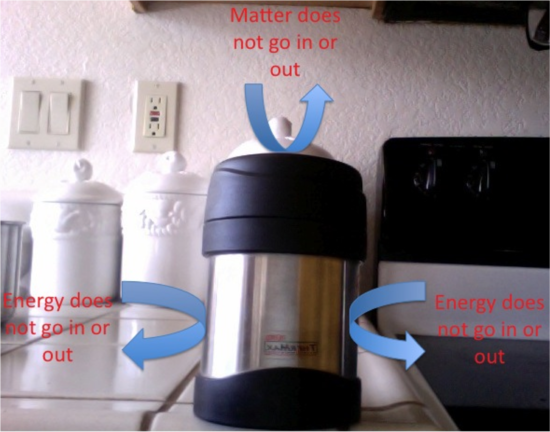 Matter does
not go in or
out
Energy does
not go in or
out
Energy does
not go in or
out